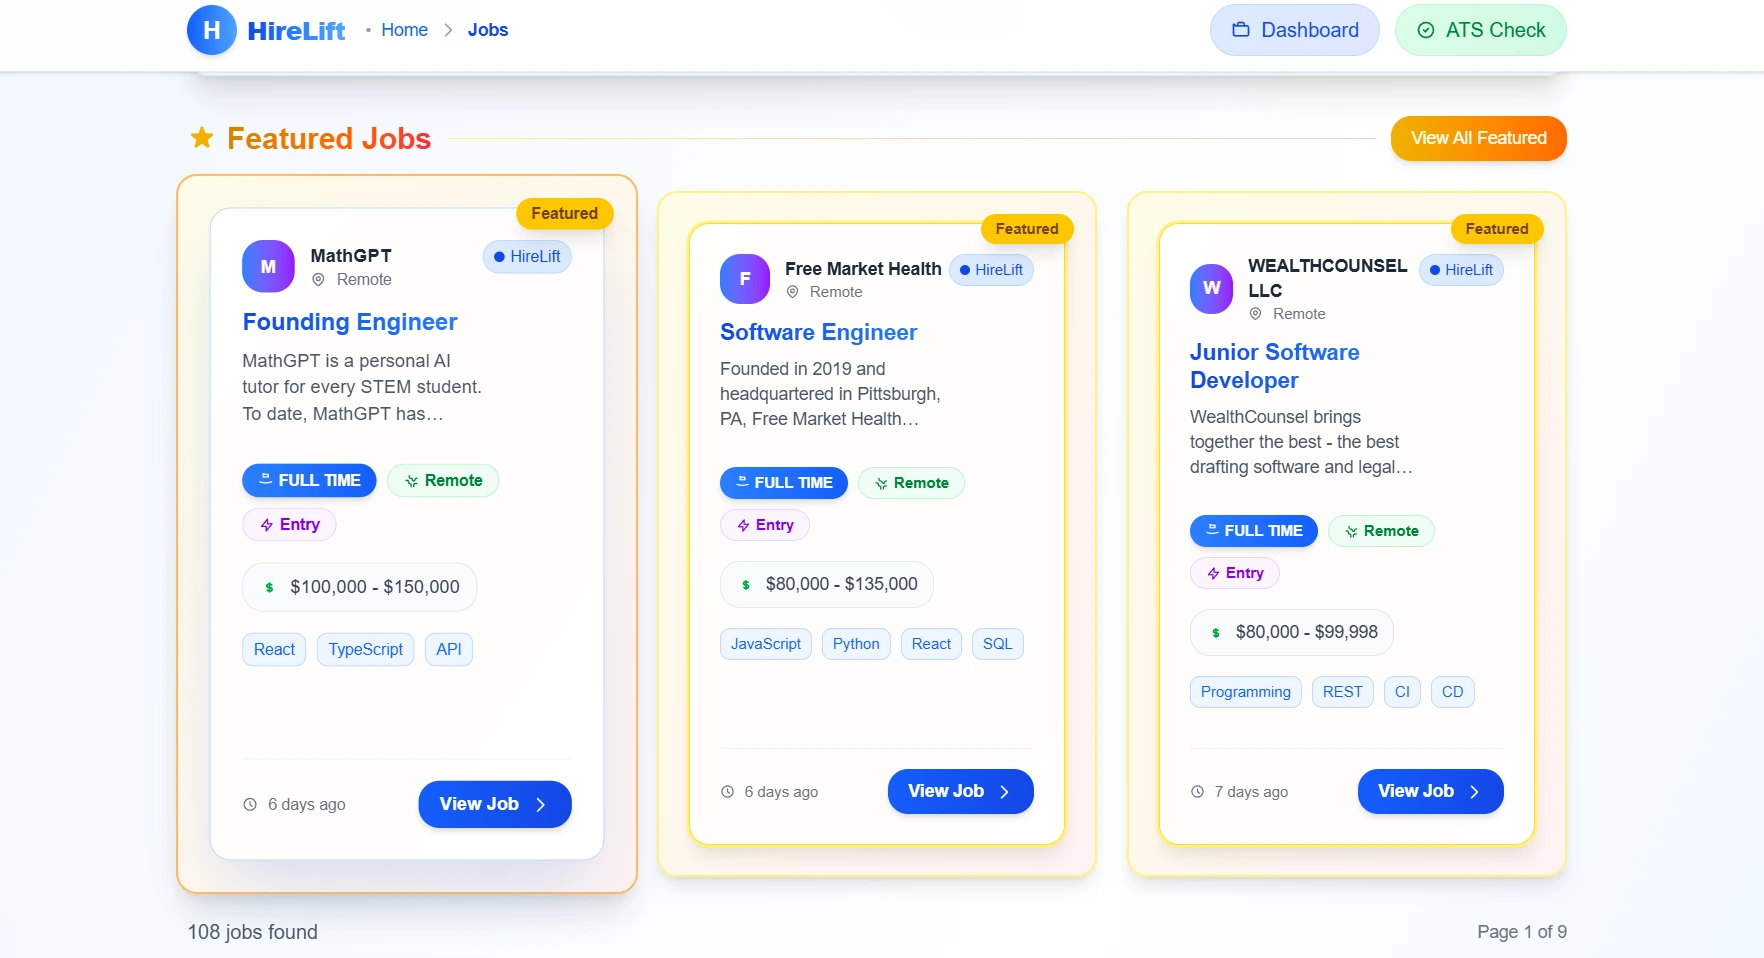 H HireLift • Home > Jobs
Dashboard
ATS Check
Featured Jobs
View All Featured
Featured
M
MathGPT
Remote
HireLift
Founding Engineer
MathGPT is a personal AI
tutor for every STEM student.
To date, MathGPT has…
FULL TIME
Remote
Entry
$ $100,000 - $150,000
React
TypeScript
API
6 days ago
View Job
Featured
F
Free Market Health
Remote
HireLift
Software Engineer
Founded in 2019 and
headquartered in Pittsburgh,
PA, Free Market Health…
FULL TIME
Remote
Entry
$ $80,000 - $135,000
JavaScript
Python
React
SQL
6 days ago
View Job
Featured
W
WEALTHCOUNSEL
LLC
Remote
HireLift
Junior Software
Developer
WealthCounsel brings
together the best - the best
drafting software and legal…
FULL TIME
Remote
Entry
$ $80,000 - $99,998
Programming
REST
CI
CD
7 days ago
View Job
108 jobs found
Page 1 of 9